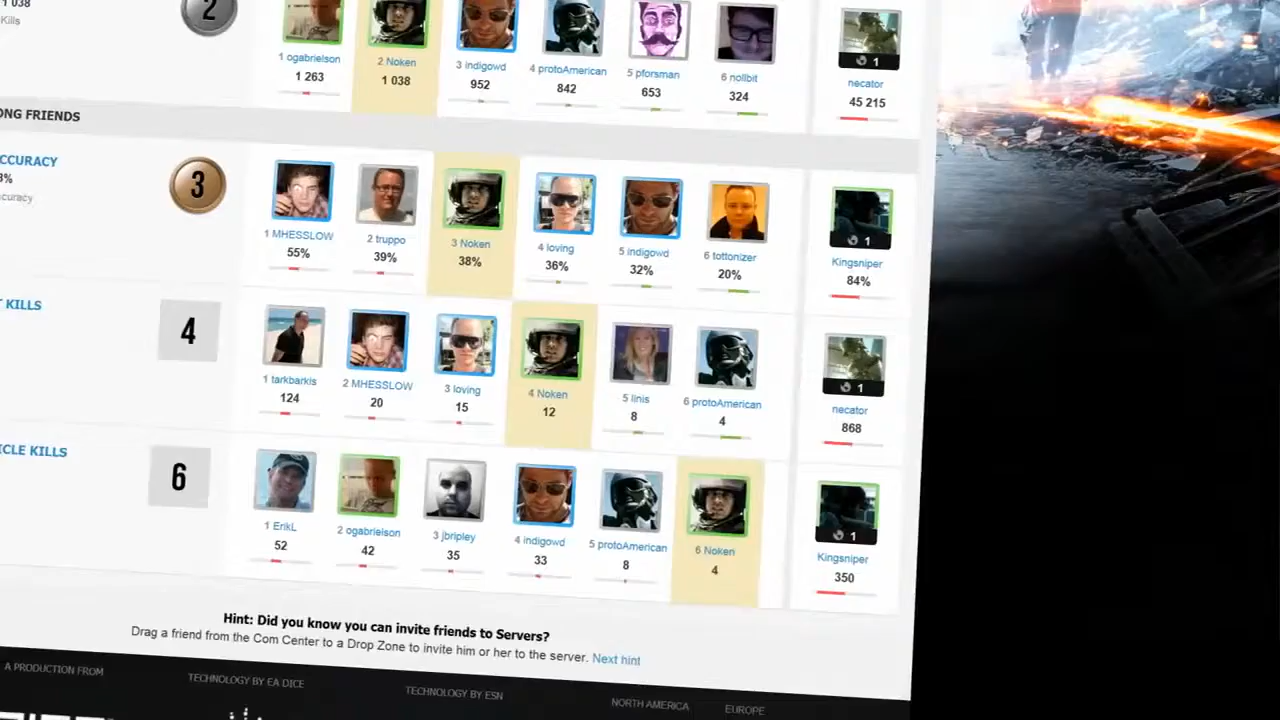 1 038
Kills
2
1 ogabrielson
1 263
2 Noken
1 038
3 indigowd
952
4 protoAmerican
842
5 pforsman
653
6 nollbit
324
1
necator
45 215
ONG FRIENDS
CCURACY
3%
ccuracy
3
1 MHESSLOW
55%
2 truppo
39%
3 Noken
38%
4 loving
36%
5 indigowd
32%
6 tottonizer
20%
1
Kingsniper
84%
T KILLS
4
1 tarkbarkis
124
2 MHESSLOW
20
3 loving
15
4 Noken
12
5 linis
8
6 protoAmerican
4
1
necator
868
ICLE KILLS
6
1 ErikL
52
2 ogabrielson
42
3 jbripley
35
4 indigowd
33
5 protoAmerican
8
6 Noken
4
1
Kingsniper
350
Hint: Did you know you can invite friends to Servers?
Drag a friend from the Com Center to a Drop Zone to invite him or her to the server. Next hint
A PRODUCTION FROM
TECHNOLOGY BY EA DICE
TECHNOLOGY BY ESN
NORTH AMERICA
EUROPE